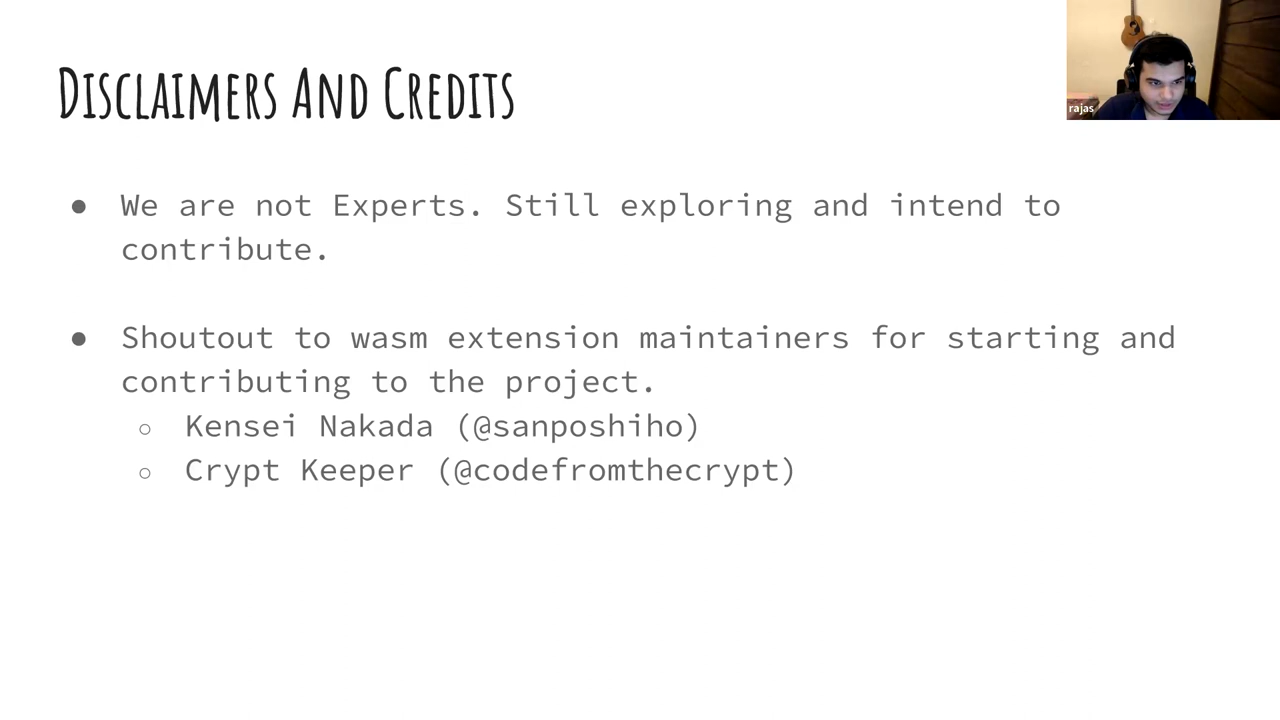 Disclaimers And Credits
rajas
● We are not Experts. Still exploring and intend to
contribute.
● Shoutout to wasm extension maintainers for starting and
contributing to the project.
○ Kensei Nakada (@sanposhiho)
○ Crypt Keeper (@codefromthecrypt)